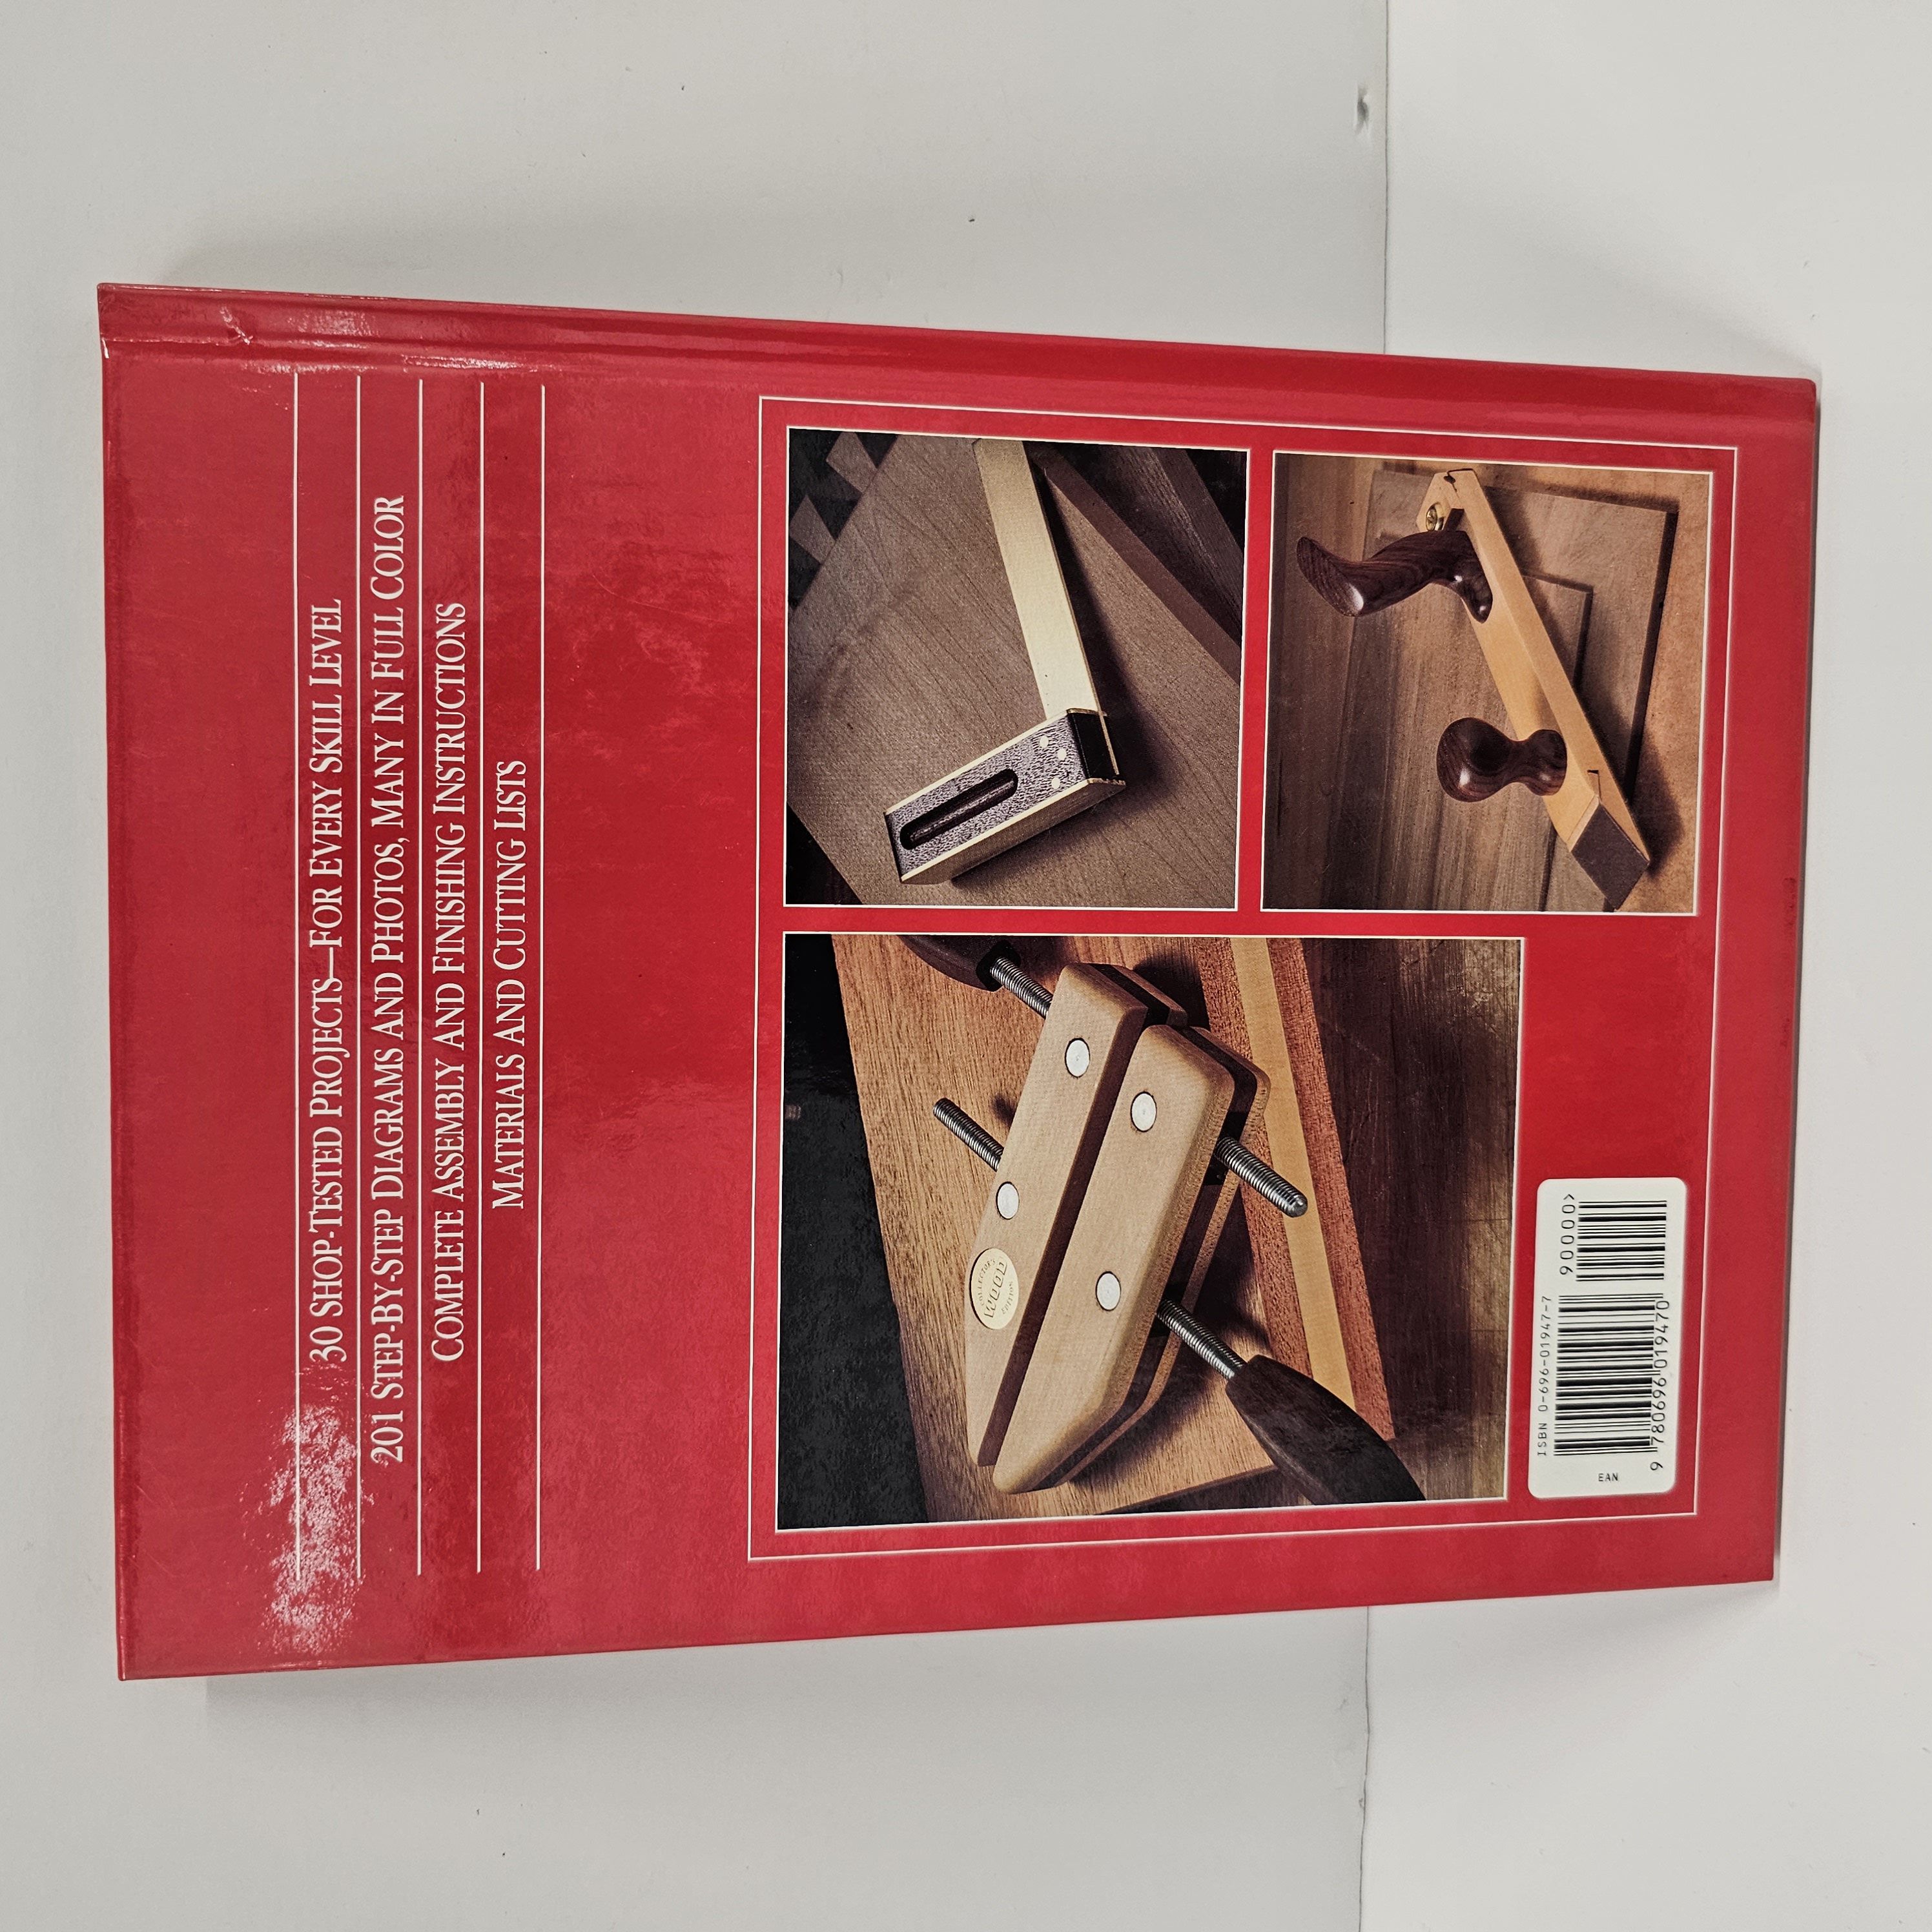 30 SHOP-TESTED PROJECTS—FOR EVERY SKILL LEVEL
201 STEP-BY-STEP DIAGRAMS AND PHOTOS, MANY IN FULL COLOR
COMPLETE ASSEMBLY AND FINISHING INSTRUCTIONS
MATERIALS AND CUTTING LISTS
COLLECTOR'S
WOOD
EDITION
ISBN 0-696-01947-7
90000>
EAN
9 780696 019470